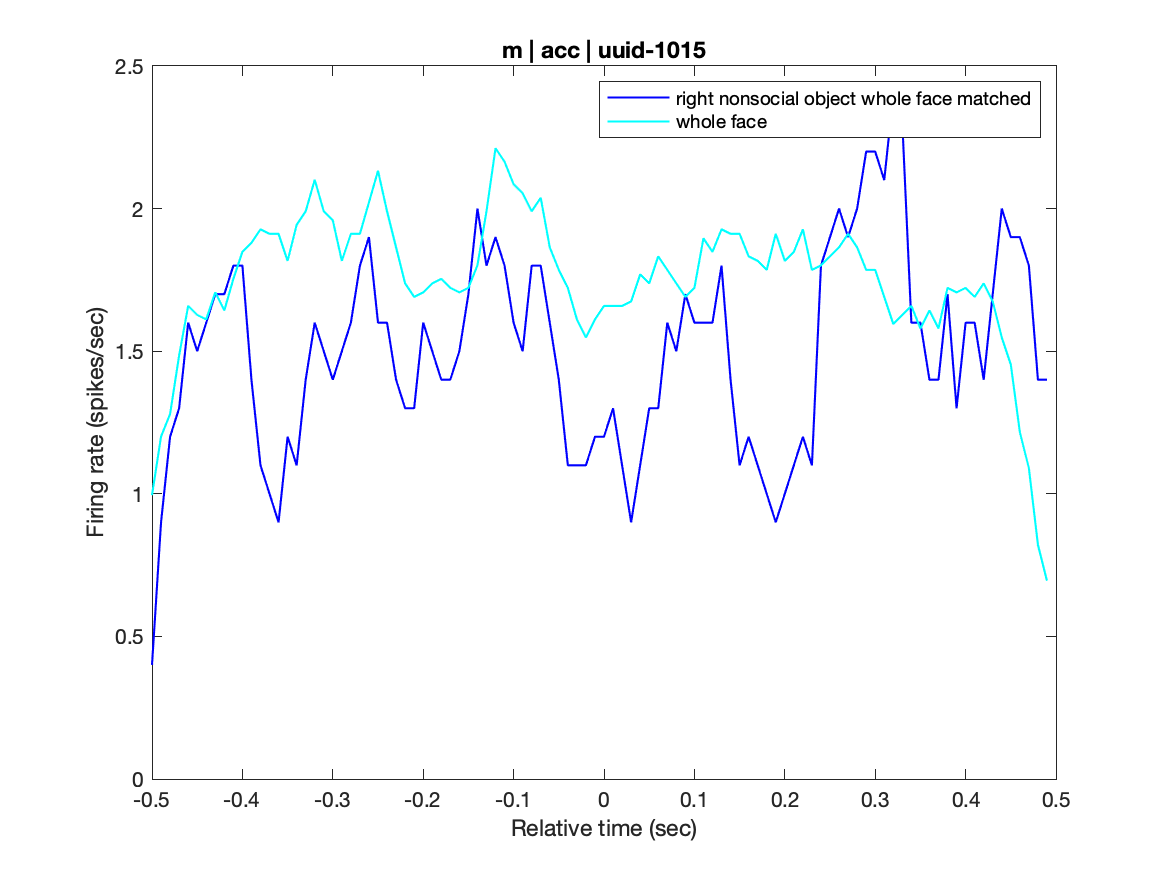 m | acc | uuid-1015
right nonsocial object whole face matched
whole face
2.5
2
1.5
1
0.5
0
Firing rate (spikes/sec)
-0.5 -0.4 -0.3 -0.2 -0.1 0 0.1 0.2 0.3 0.4 0.5
Relative time (sec)